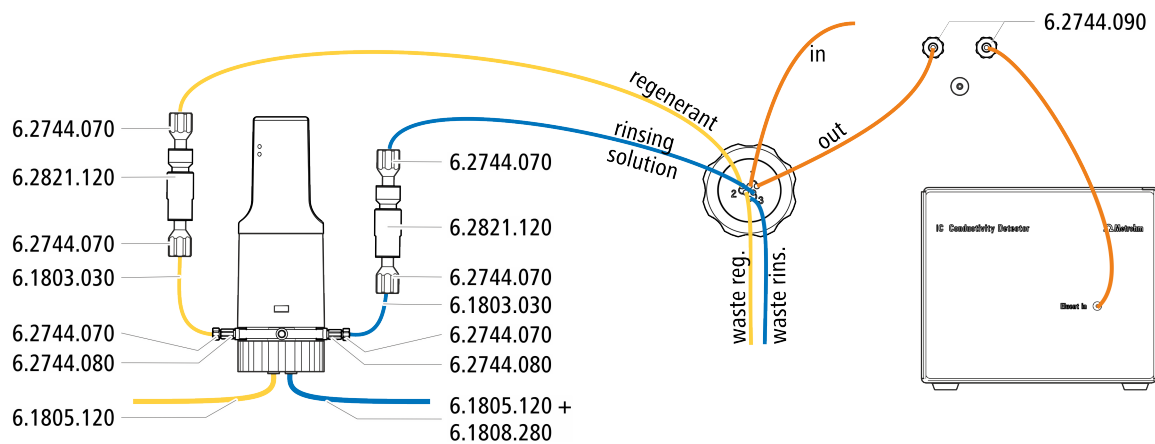 6.2744.070
6.2821.120
6.2744.070
6.1803.030
6.2744.070
6.2744.080
6.1805.120
6.2744.070
6.2821.120
6.2744.070
6.1803.030
6.2744.070
6.2744.080
6.1805.120 +
6.1808.280
regenerant
rinsing
solution
in
out
1
2
3
waste reg.
waste rins.
6.2744.090
IC Conductivity Detector
Metrohm
Eluent in